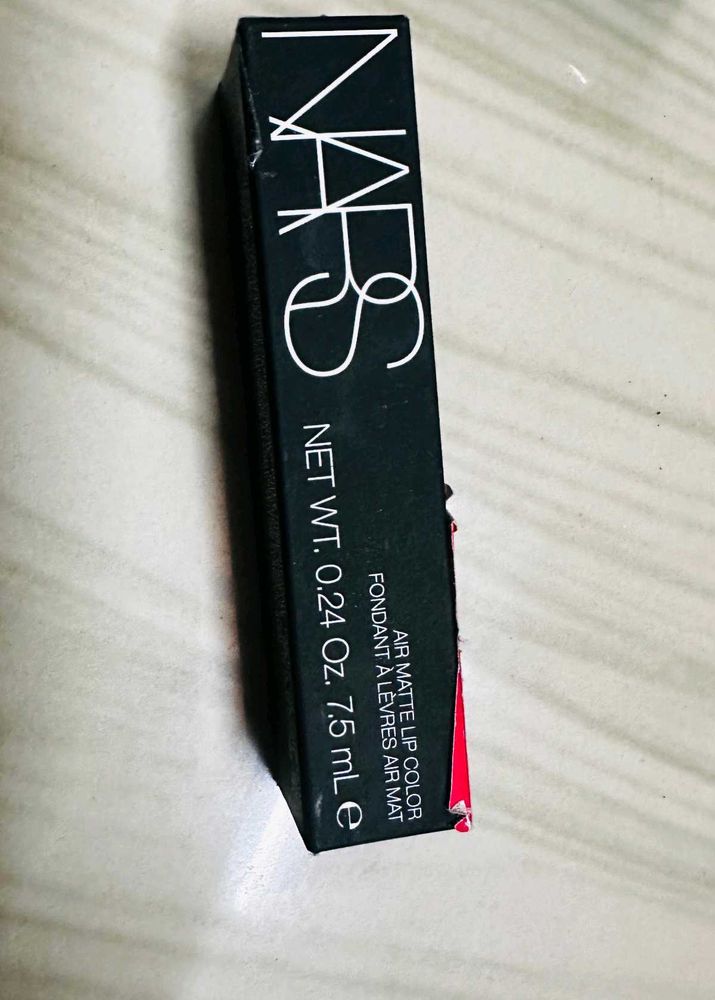 NARS
AIR MATTE LIP COLOR
FONDANT À LÈVRES AIR MAT
NET WT. 0.24 Oz. 7.5 mL e